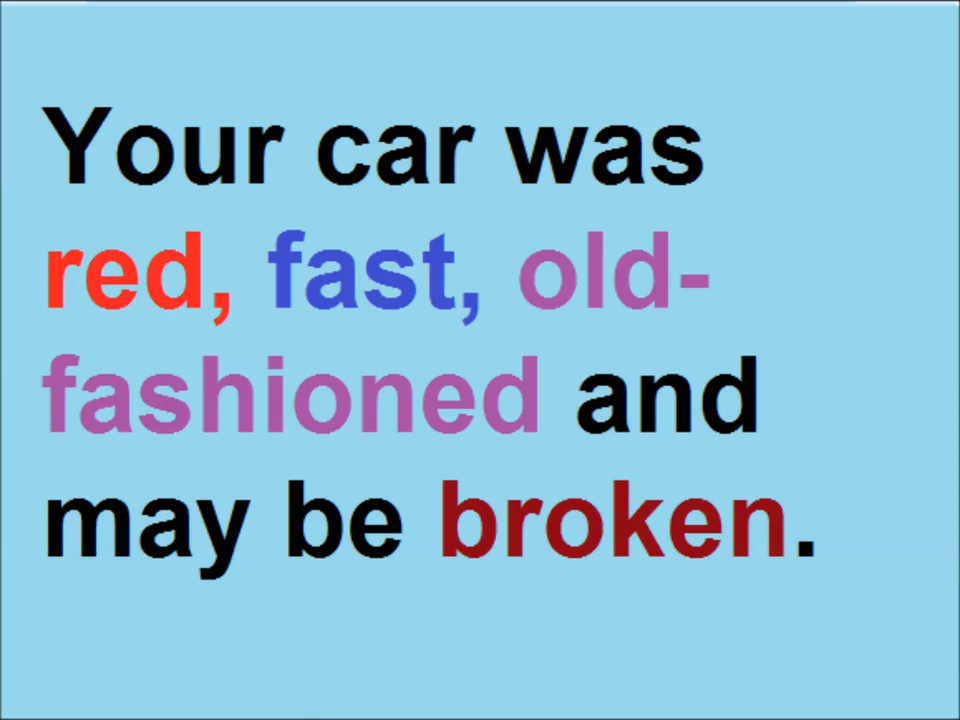 Your car was
red, fast, old-
fashioned and
may be broken.